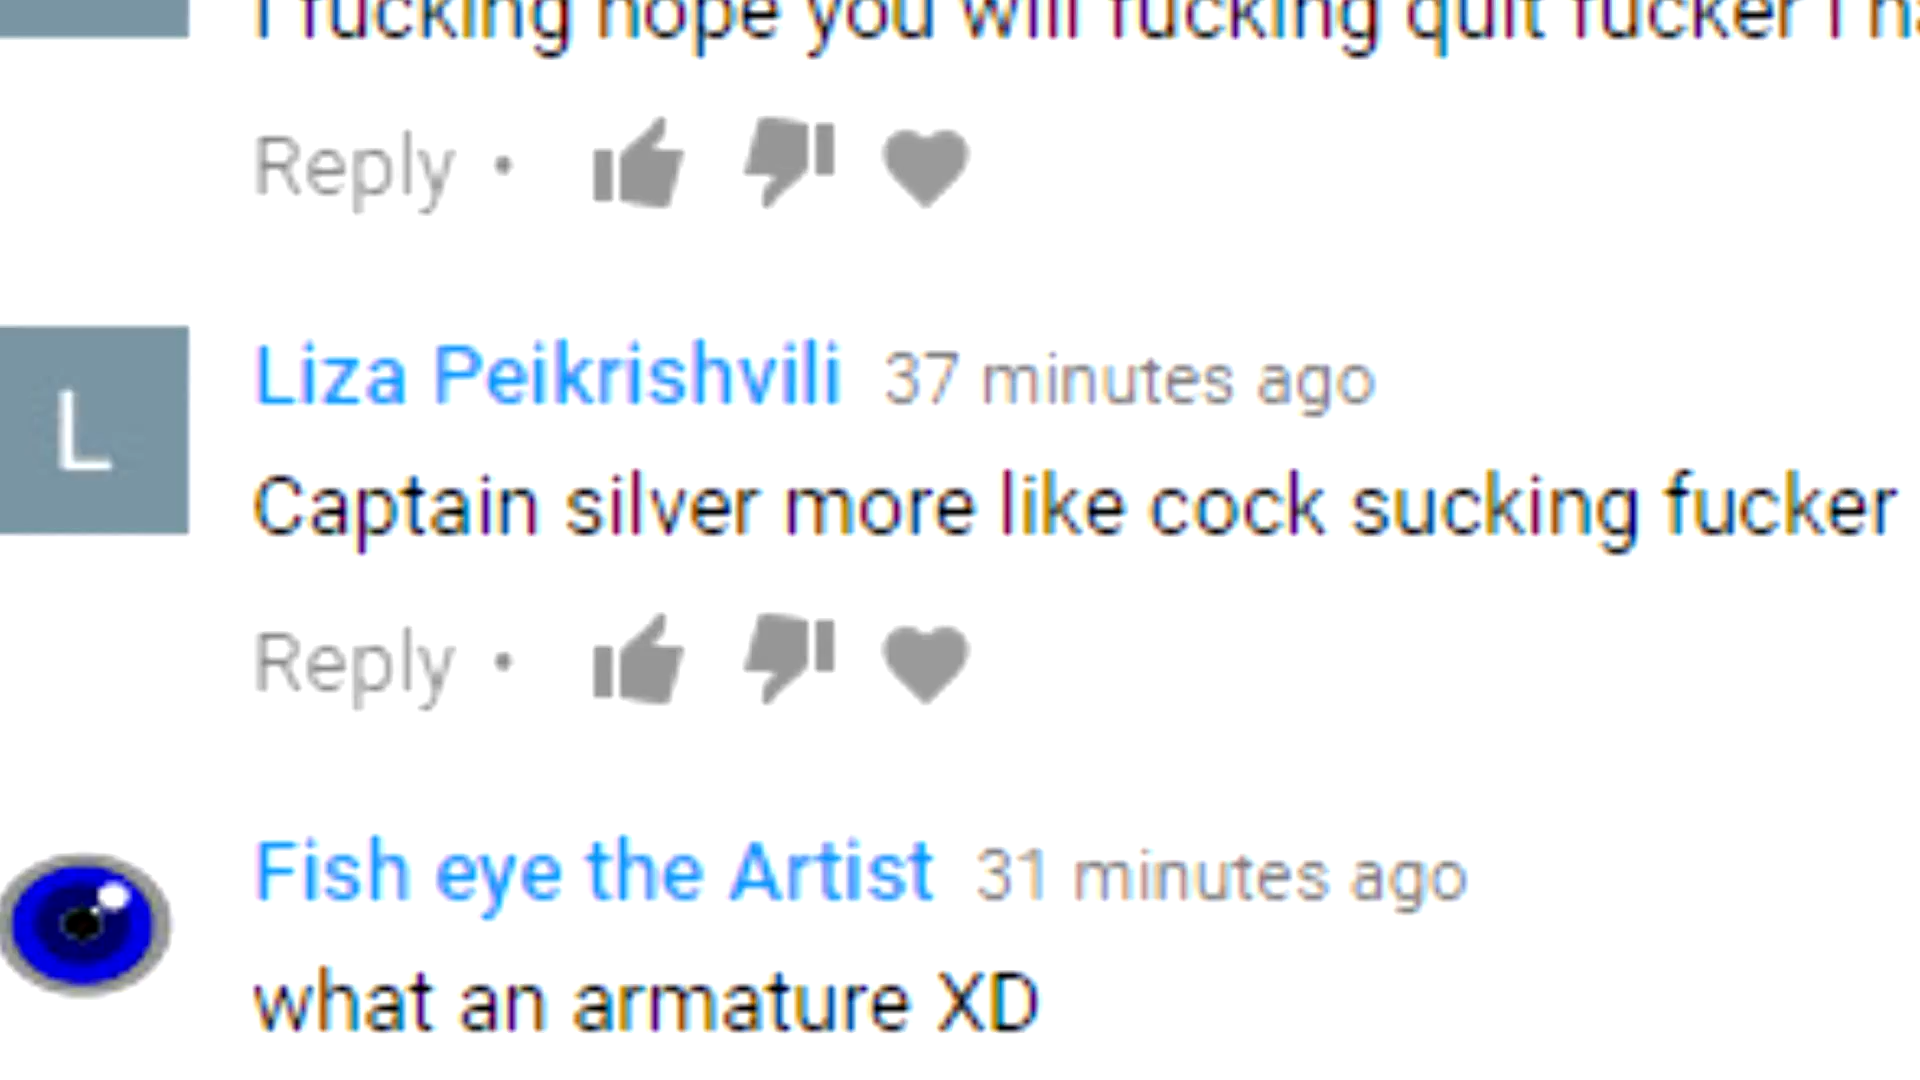 I fucking hope you will fucking quit fucker I ha
Reply •
L Liza Peikrishvili 37 minutes ago
Captain silver more like cock sucking fucker
Reply •
Fish eye the Artist 31 minutes ago
what an armature XD